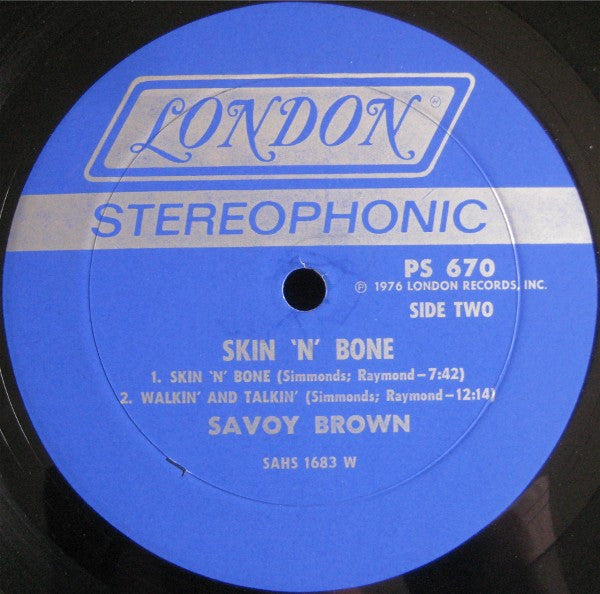 LONDON®
STEREOPHONIC
PS 670
℗ 1976 LONDON RECORDS, INC.
SIDE TWO
SKIN 'N' BONE
1. SKIN 'N' BONE (Simmonds; Raymond–7:42)
2. WALKIN' AND TALKIN' (Simmonds; Raymond–12:14)
SAVOY BROWN
SAHS 1683 W